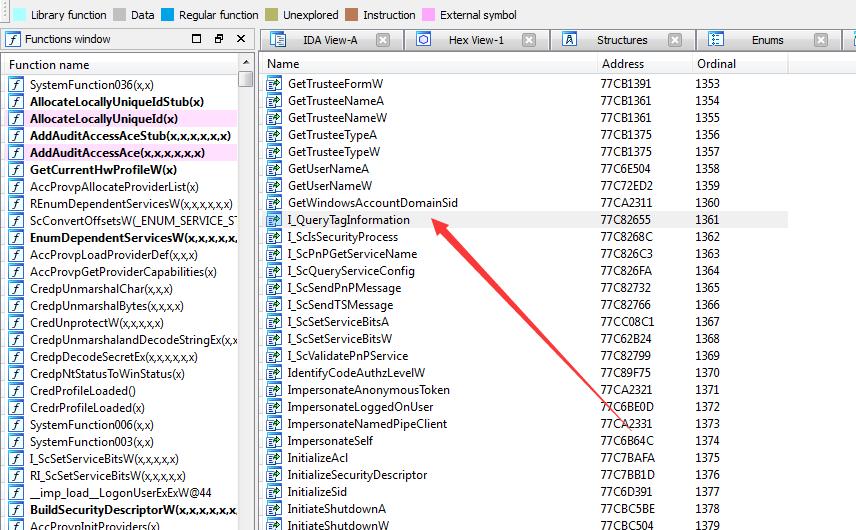 Library function Data Regular function Unexplored Instruction External symbol
Functions window
Function name
SystemFunction036(x,x)
AllocateLocallyUniqueIdStub(x)
AllocateLocallyUniqueId(x)
AddAuditAccessAceStub(x,x,x,x,x,x)
AddAuditAccessAce(x,x,x,x,x,x)
GetCurrentHwProfileW(x)
AccProvpAllocateProviderList(x)
REnumDependentServicesW(x,x,x,x,x,x)
ScConvertOffsetsW(_ENUM_SERVICE_ST
EnumDependentServicesW(x,x,x,x,x,
AccProvpLoadProviderDef(x,x,x)
AccProvpGetProviderCapabilities(x)
CredpUnmarshalChar(x,x,x)
CredpUnmarshalBytes(x,x,x,x)
CredUnprotectW(x,x,x,x,x)
CredpUnmarshalandDecodeStringEx(x,x
CredpDecodeSecretEx(x,x,x,x,x,x)
CredpNtStatusToWinStatus(x)
CredProfileLoaded()
CredrProfileLoaded(x)
SystemFunction006(x,x)
SystemFunction003(x,x)
I_ScSetServiceBitsW(x,x,x,x,x)
RI_ScSetServiceBitsW(x,x,x,x,x)
__imp_load__LogonUserExExW@44
BuildSecurityDescriptorW(x,x,x,x,x,x,
AccProvpInitProviders(x)
IDA View-A Hex View-1 Structures Enums
Name Address Ordinal
GetTrusteeFormW 77CB1391 1353
GetTrusteeNameA 77CB1361 1354
GetTrusteeNameW 77CB1361 1355
GetTrusteeTypeA 77CB1375 1356
GetTrusteeTypeW 77CB1375 1357
GetUserNameA 77C6E504 1358
GetUserNameW 77C72ED2 1359
GetWindowsAccountDomainSid 77CA2311 1360
I_QueryTagInformation 77C82655 1361
I_ScIsSecurityProcess 77C8268C 1362
I_ScPnPGetServiceName 77C826C3 1363
I_ScQueryServiceConfig 77C826FA 1364
I_ScSendPnPMessage 77C82732 1365
I_ScSendTSMessage 77C82766 1366
I_ScSetServiceBitsA 77CC08C1 1367
I_ScSetServiceBitsW 77C62B24 1368
I_ScValidatePnPService 77C82799 1369
IdentifyCodeAuthzLevelW 77C89F75 1370
ImpersonateAnonymousToken 77CA2321 1371
ImpersonateLoggedOnUser 77C6BE0D 1372
ImpersonateNamedPipeClient 77CA2331 1373
ImpersonateSelf 77C6B64C 1374
InitializeAcl 77C7BAFA 1375
InitializeSecurityDescriptor 77C7BB1D 1376
InitializeSid 77C6D391 1377
InitiateShutdownA 77CBC5BE 1378
InitiateShutdownW 77CBC504 1379